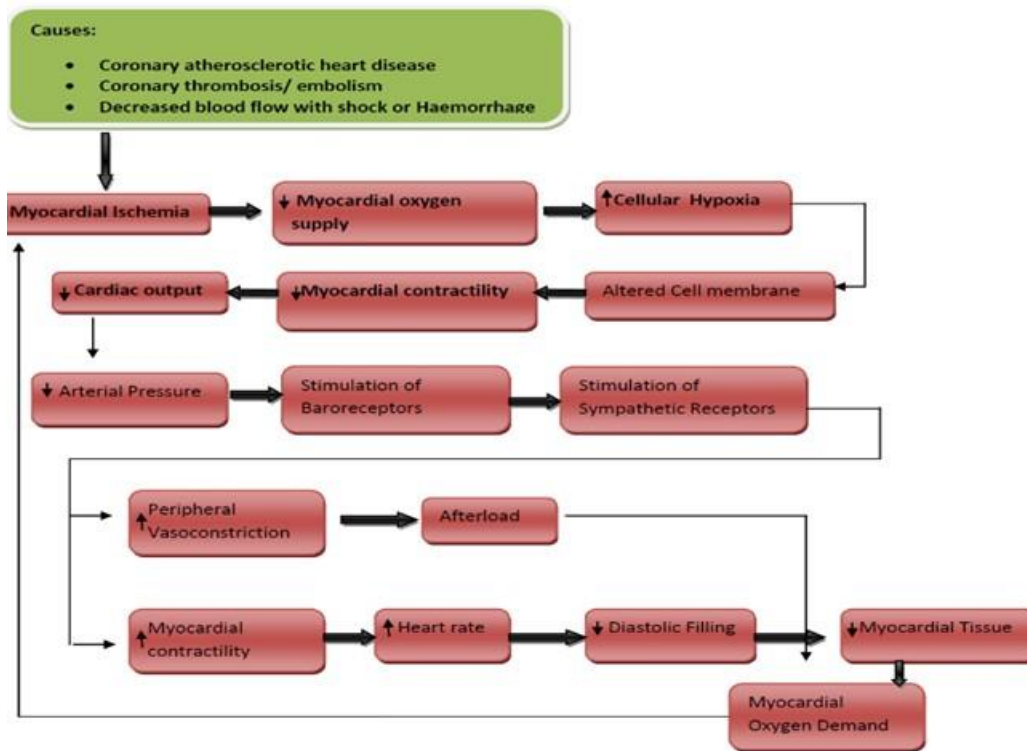 Causes:
• Coronary atherosclerotic heart disease
• Coronary thrombosis/ embolism
• Decreased blood flow with shock or Haemorrhage
Myocardial Ischemia
↓ Myocardial oxygen
supply
↑ Cellular Hypoxia
↓ Cardiac output
↓ Myocardial contractility
Altered Cell membrane
↓ Arterial Pressure
Stimulation of
Baroreceptors
Stimulation of
Sympathetic Receptors
↑ Peripheral
Vasoconstriction
Afterload
↑ Myocardial
contractility
↑ Heart rate
↓ Diastolic Filling
↓ Myocardial Tissue
Myocardial
Oxygen Demand